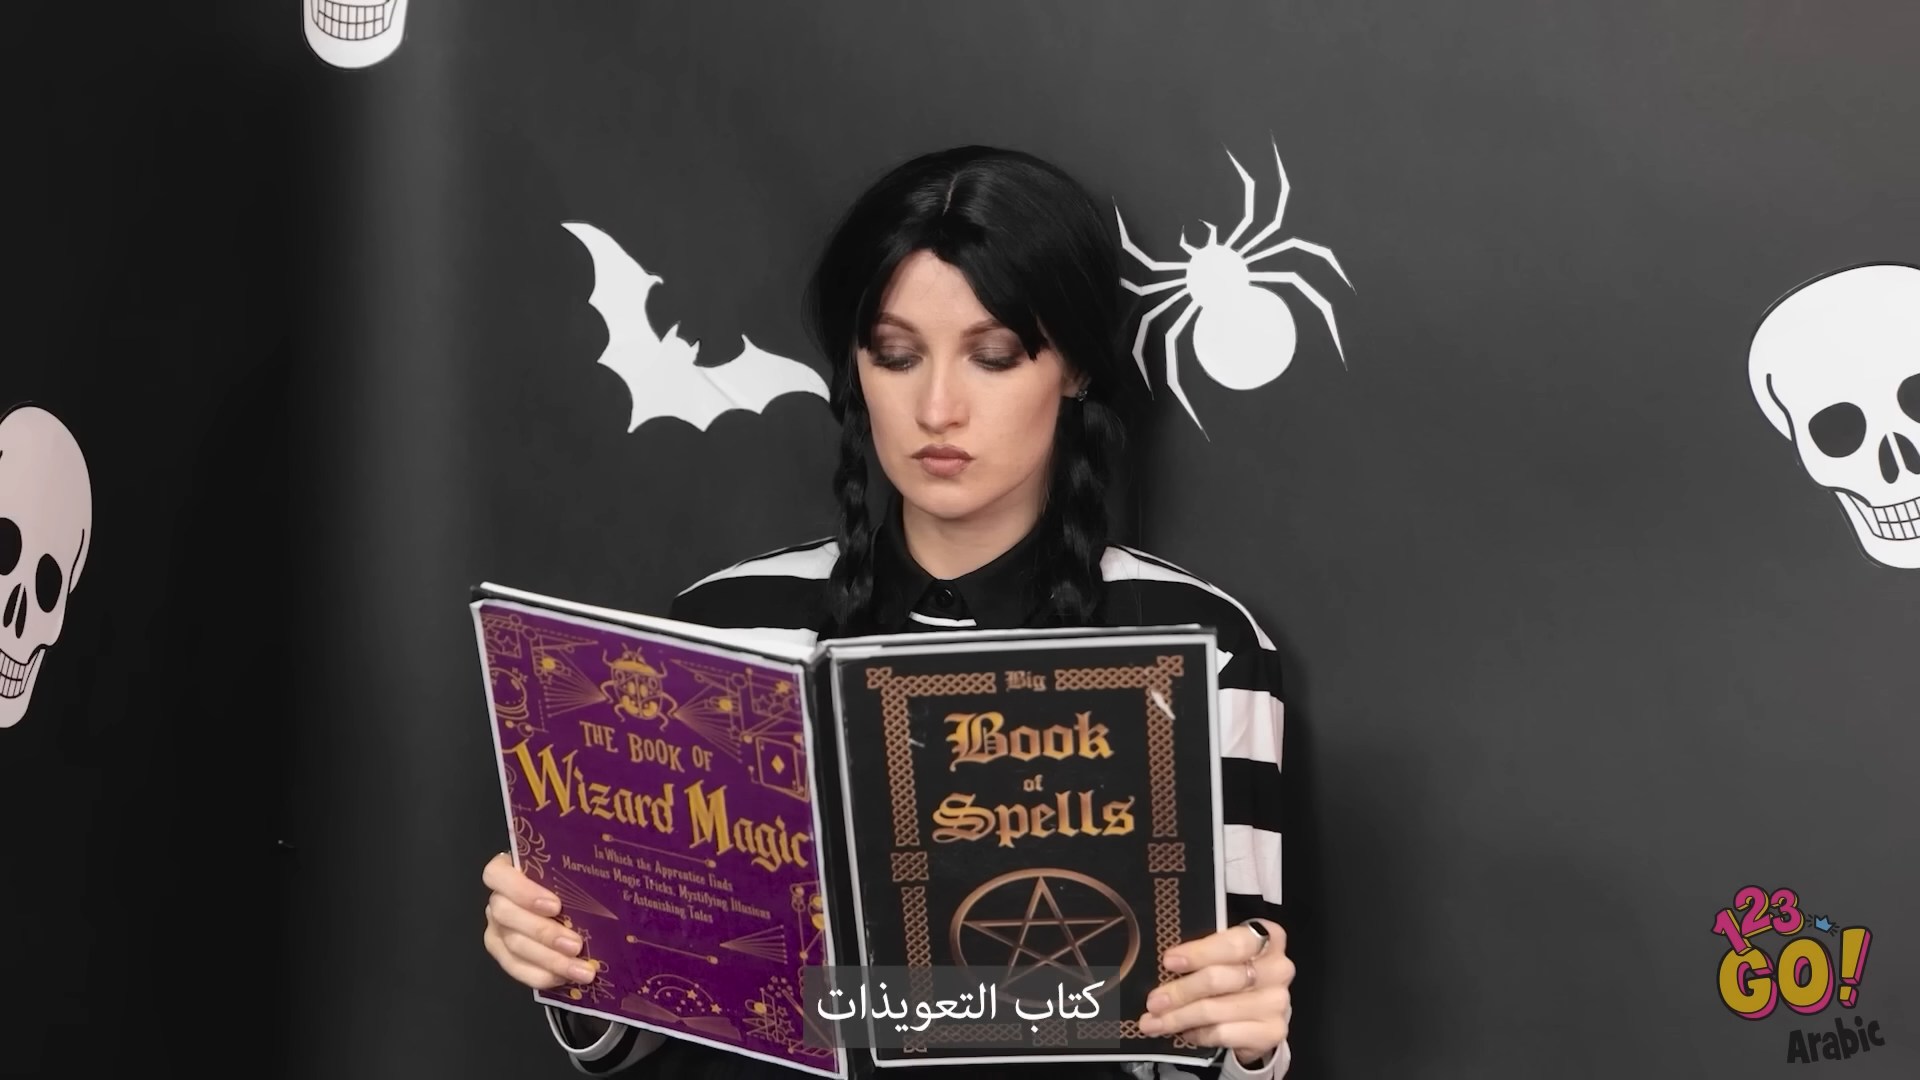 THE BOOK OF
Wizard Magic
In Which the Apprentice Finds
Marvelous Magic Tricks, Mystifying Illusions
& Astonishing Tales
Big
Book
of
Spells
كتاب التعويذات
123
GO!
Arabic